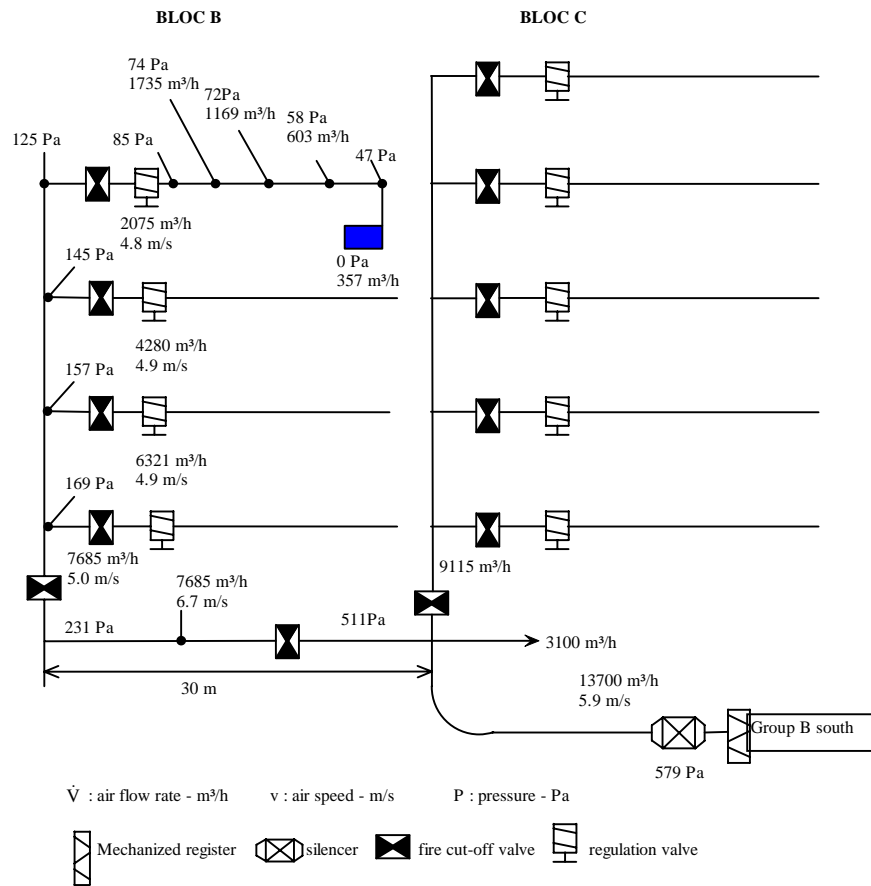 BLOC B
BLOC C
74 Pa
1735 m³/h
72Pa
1169 m³/h
58 Pa
603 m³/h
125 Pa
85 Pa
47 Pa
2075 m³/h
4.8 m/s
0 Pa
357 m³/h
145 Pa
4280 m³/h
4.9 m/s
157 Pa
6321 m³/h
4.9 m/s
169 Pa
7685 m³/h
5.0 m/s
7685 m³/h
6.7 m/s
9115 m³/h
231 Pa
511Pa
3100 m³/h
30 m
13700 m³/h
5.9 m/s
Group B south
579 Pa
V̇ : air flow rate - m³/h
v : air speed - m/s
P : pressure - Pa
Mechanized register
silencer
fire cut-off valve
regulation valve